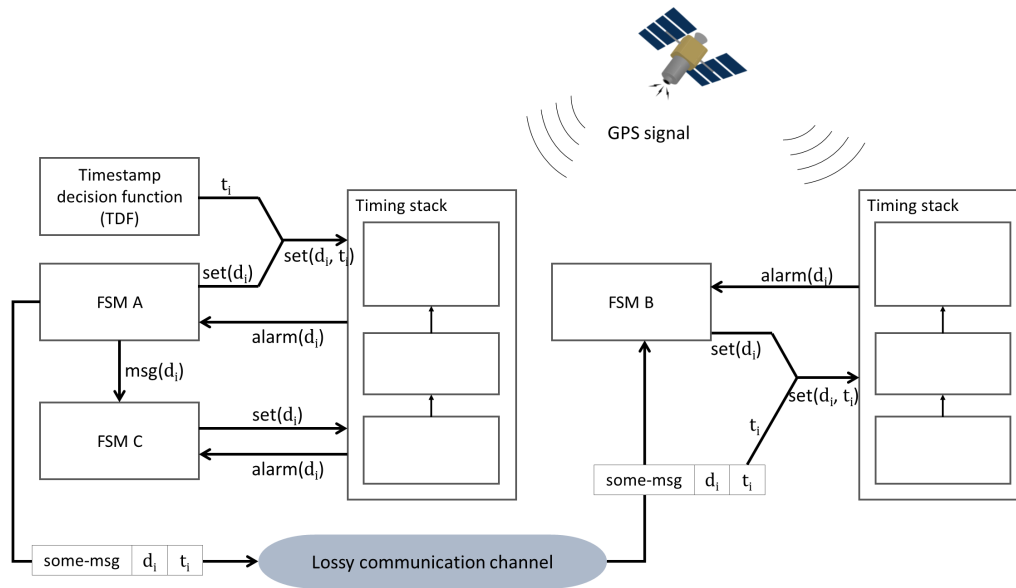 GPS signal
Timestamp
decision function
(TDF)
tᵢ
set(dᵢ)
set(dᵢ, tᵢ)
Timing stack
FSM A
alarm(dᵢ)
msg(dᵢ)
FSM C
set(dᵢ)
alarm(dᵢ)
FSM B
alarm(dᵢ)
Timing stack
set(dᵢ)
set(dᵢ, tᵢ)
tᵢ
some-msg dᵢ tᵢ
some-msg dᵢ tᵢ
Lossy communication channel